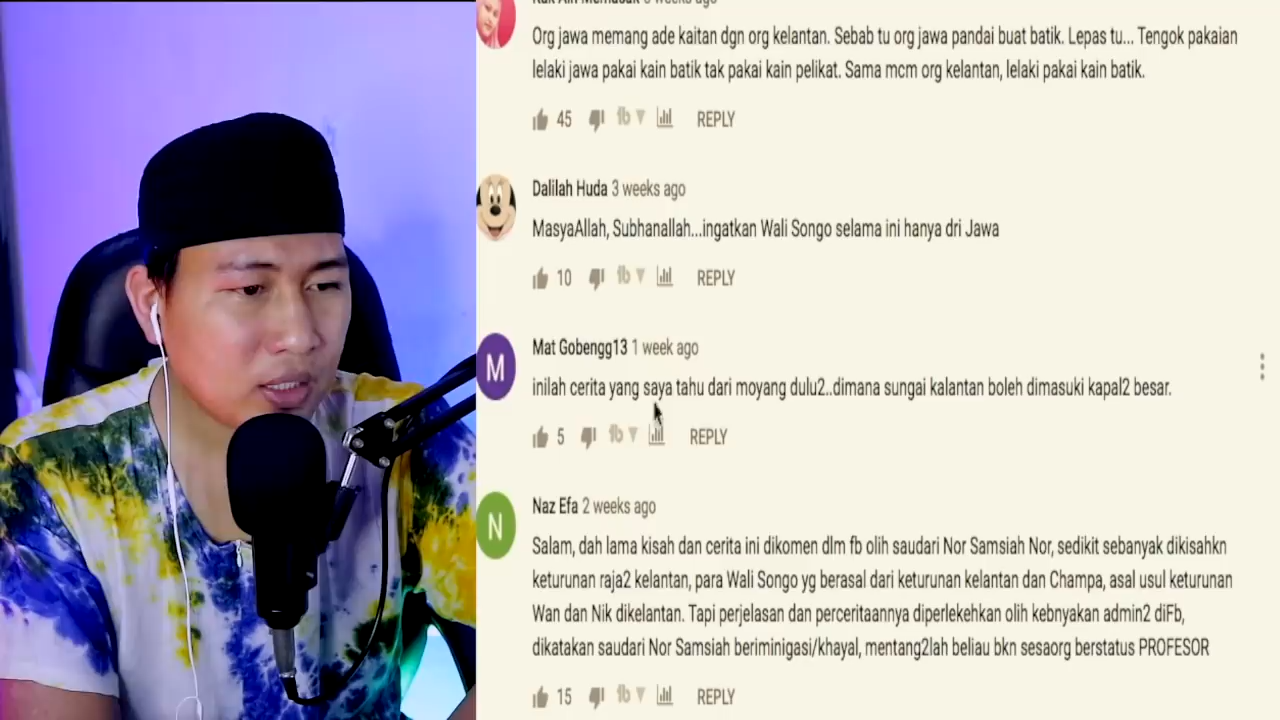 Org jawa memang ade kaitan dgn org kelantan. Sebab tu org jawa pandai buat batik. Lepas tu... Tengok pakaian
lelaki jawa pakai kain batik tak pakai kain pelikat. Sama mcm org kelantan, lelaki pakai kain batik.
45 REPLY
Dalilah Huda 3 weeks ago
MasyaAllah, Subhanallah...ingatkan Wali Songo selama ini hanya dri Jawa
10 REPLY
M
Mat Gobengg13 1 week ago
inilah cerita yang saya tahu dari moyang dulu2..dimana sungai kalantan boleh dimasuki kapal2 besar.
5 REPLY
N
Naz Efa 2 weeks ago
Salam, dah lama kisah dan cerita ini dikomen dlm fb olih saudari Nor Samsiah Nor, sedikit sebanyak dikisahkn
keturunan raja2 kelantan, para Wali Songo yg berasal dari keturunan kelantan dan Champa, asal usul keturunan
Wan dan Nik dikelantan. Tapi perjelasan dan perceritaannya diperlekehkan olih kebnyakan admin2 diFb,
dikatakan saudari Nor Samsiah beriminigasi/khayal, mentang2lah beliau bkn sesaorg berstatus PROFESOR
15 REPLY